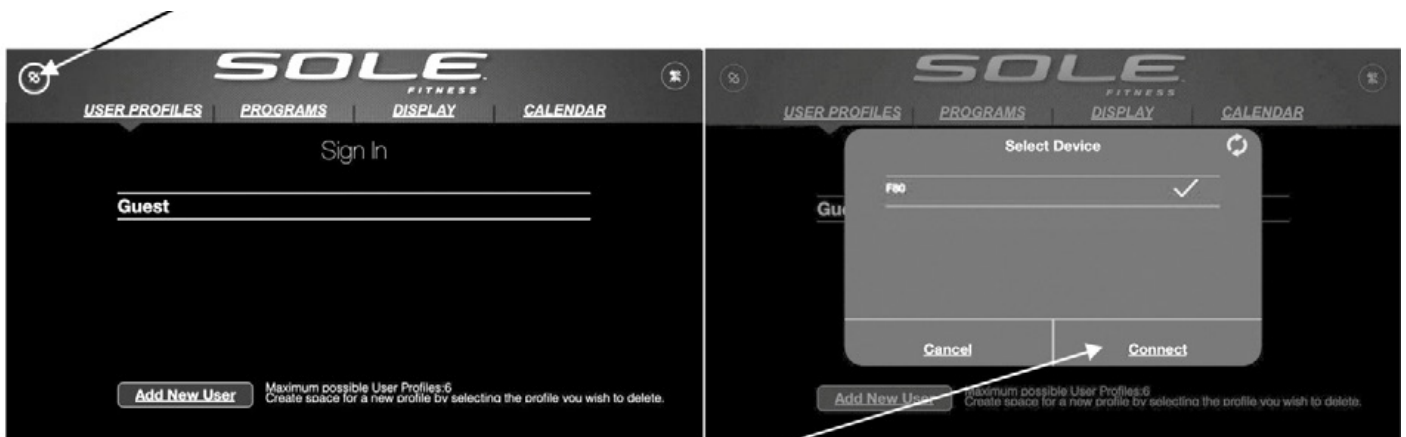 SOLE
FITNESS
USER PROFILES PROGRAMS DISPLAY CALENDAR
Sign In
Guest
Add New User
Maximum possible User Profiles:6
Create space for a new profile by selecting the profile you wish to delete.
SOLE
FITNESS
USER PROFILES PROGRAMS DISPLAY CALENDAR
Select Device
F80
Gue
Cancel Connect
Add New User
Maximum possible User Profiles:6
Create space for a new profile by selecting the profile you wish to delete.